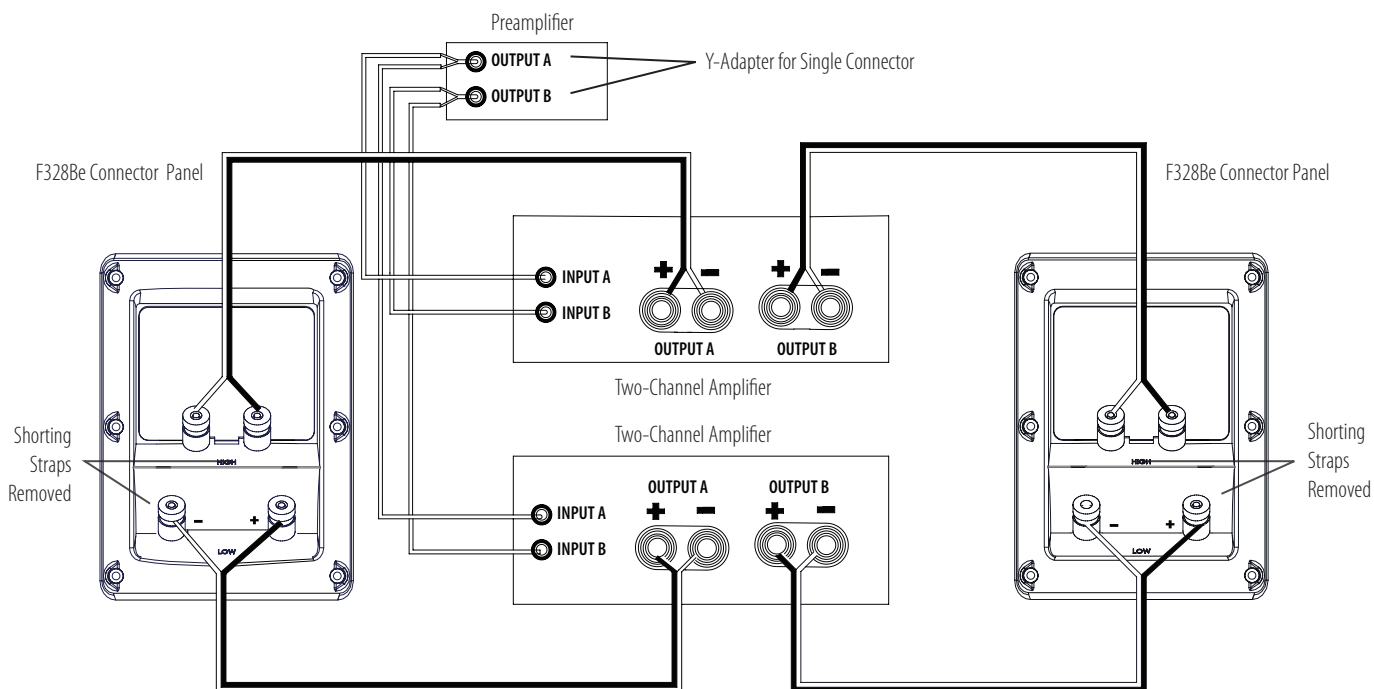 Preamplifier
OUTPUT A
Y-Adapter for Single Connector
OUTPUT B
F328Be Connector Panel
F328Be Connector Panel
INPUT A
+ −
+ −
INPUT B
OUTPUT A
OUTPUT B
Two-Channel Amplifier
Two-Channel Amplifier
Shorting
Straps
Removed
HIGH
- +
LOW
OUTPUT A
OUTPUT B
+ −
+ −
INPUT A
INPUT B
HIGH
- +
LOW
Shorting
Straps
Removed